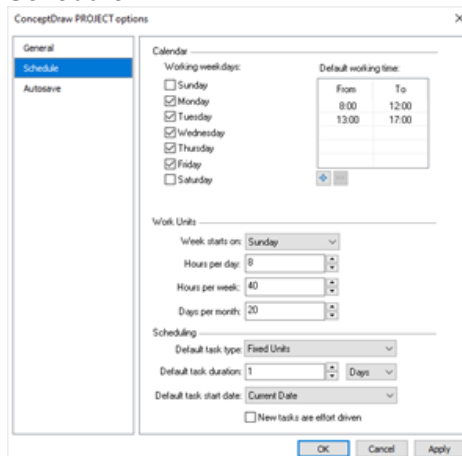 ConceptDraw PROJECT options
General
Schedule
Autosave
Calendar
Working weekdays:
Sunday
Monday
Tuesday
Wednesday
Thursday
Friday
Saturday
Default working time:
From To
8:00 12:00
13:00 17:00
Work Units
Week starts on: Sunday
Hours per day: 8
Hours per week: 40
Days per month: 20
Scheduling
Default task type: Fixed Units
Default task duration: 1 Days
Default task start date: Current Date
New tasks are effort driven
OK Cancel Apply